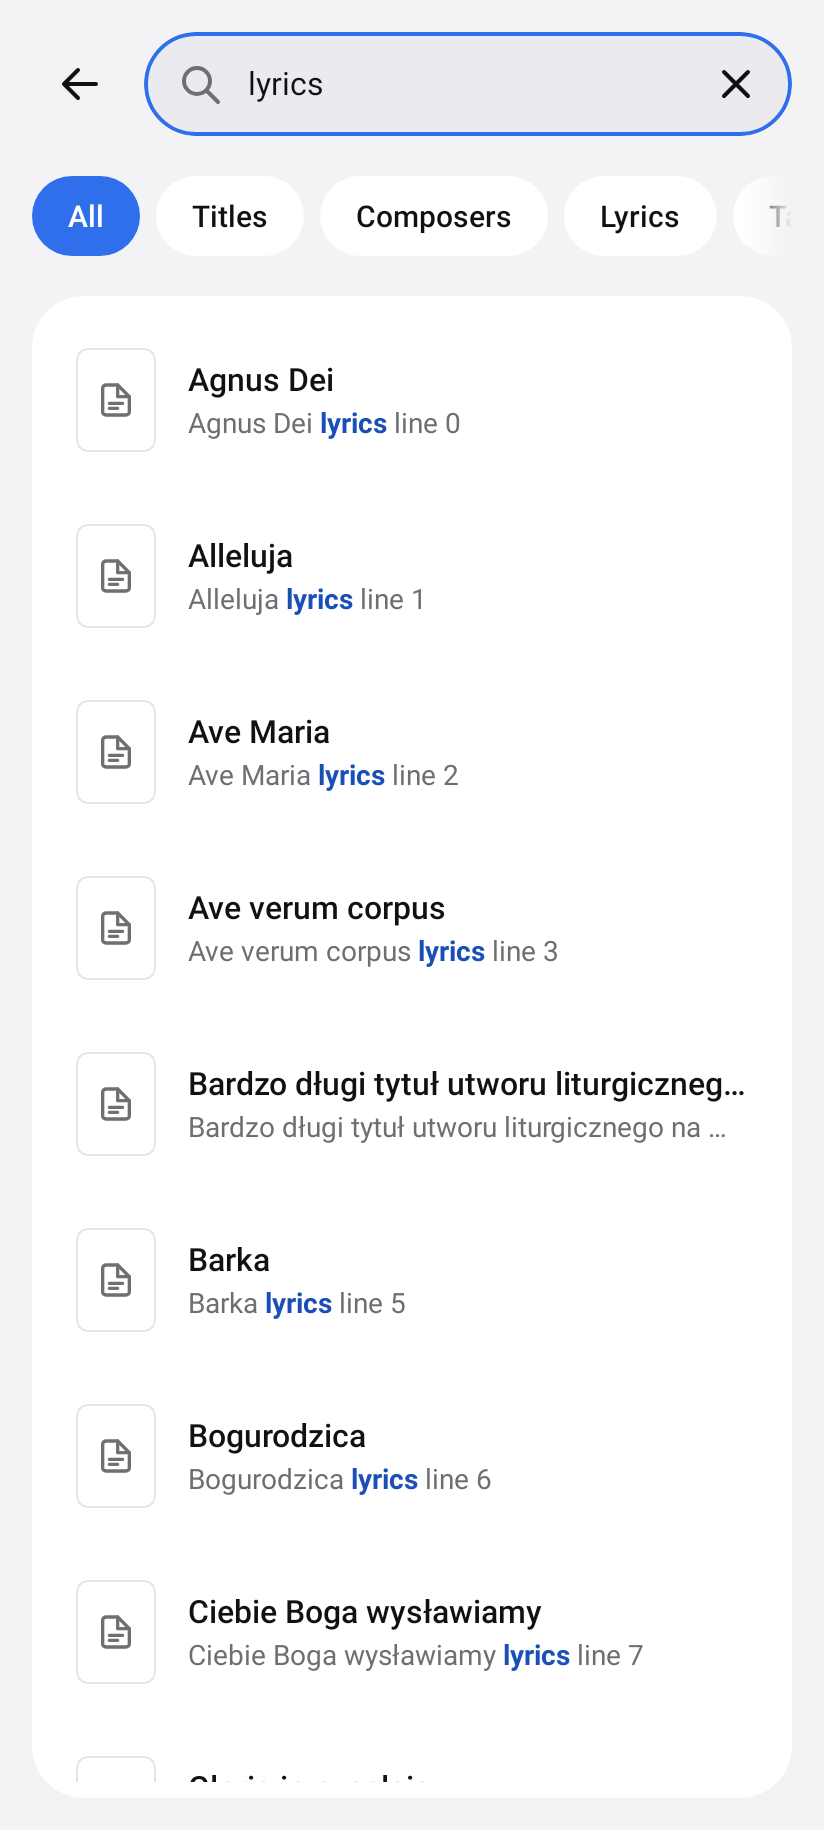 lyrics
All
Titles
Composers
Lyrics
Agnus Dei
Agnus Dei lyrics line 0
Alleluja
Alleluja lyrics line 1
Ave Maria
Ave Maria lyrics line 2
Ave verum corpus
Ave verum corpus lyrics line 3
Bardzo długi tytuł utworu liturgiczneg…
Bardzo długi tytuł utworu liturgicznego na …
Barka
Barka lyrics line 5
Bogurodzica
Bogurodzica lyrics line 6
Ciebie Boga wysławiamy
Ciebie Boga wysławiamy lyrics line 7